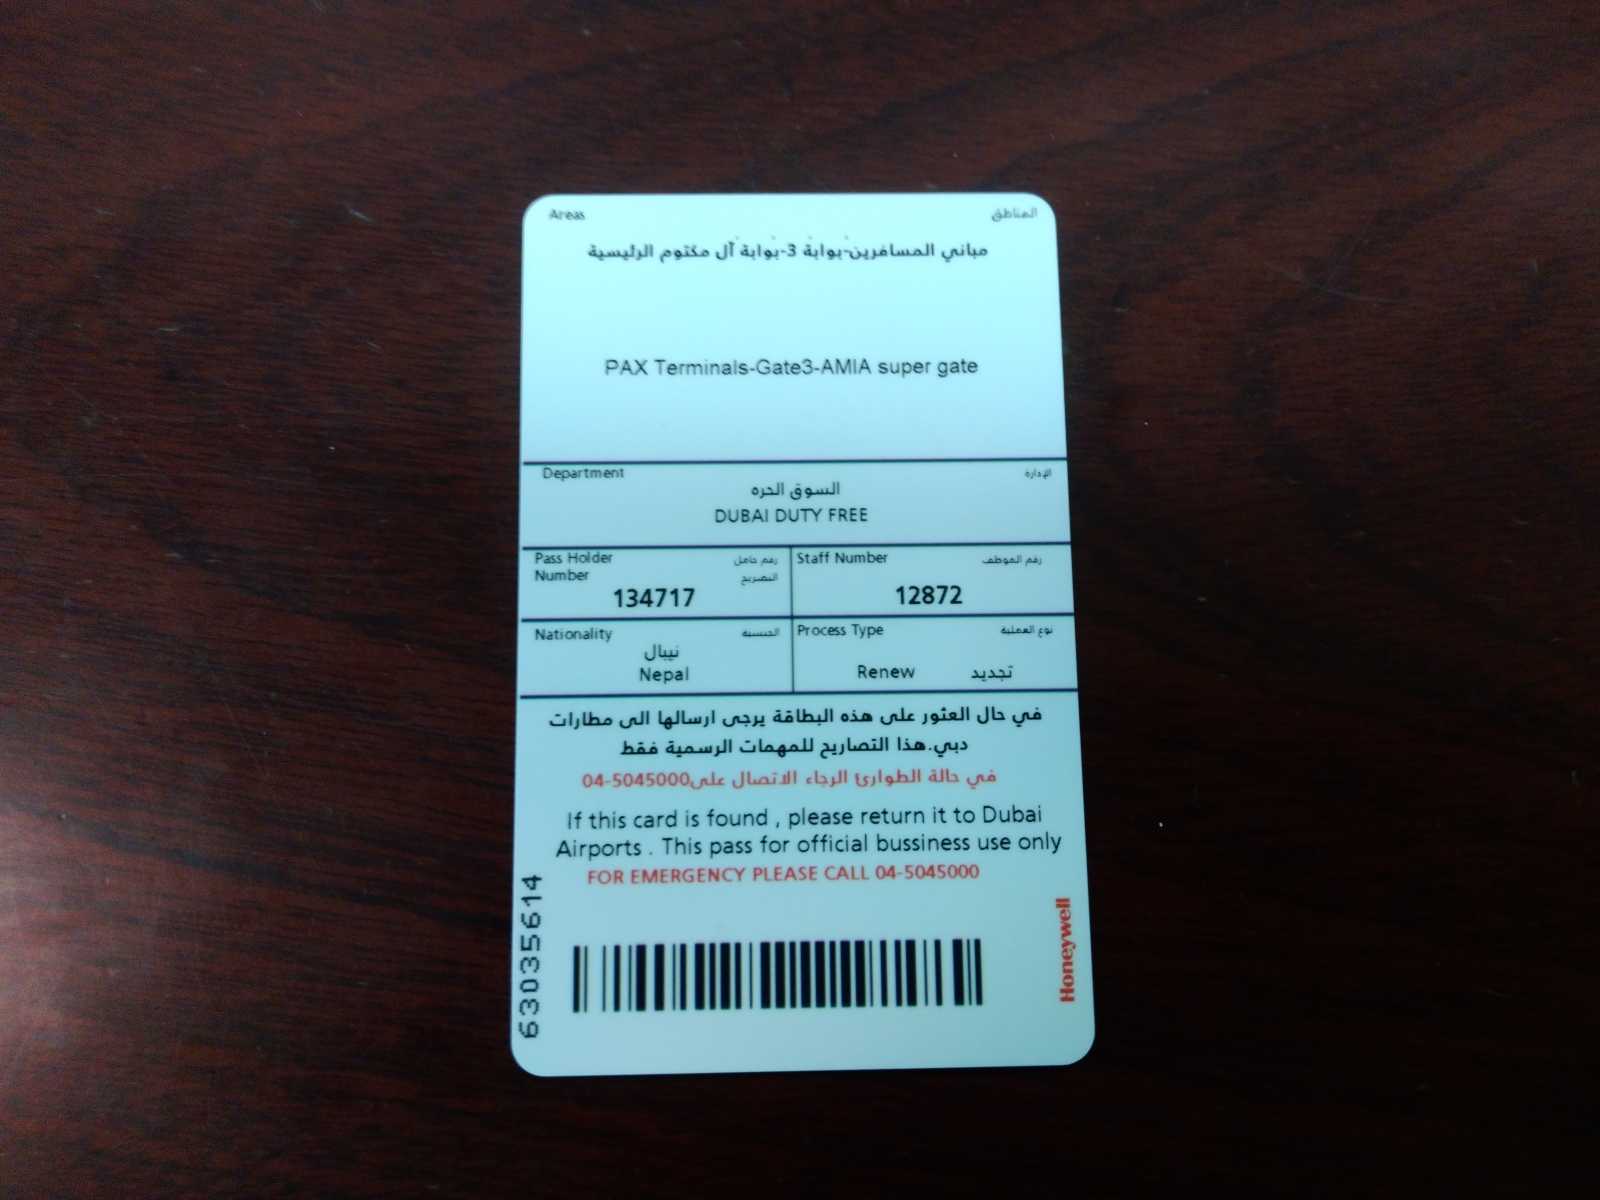 Areas المناطق
مباني المسافرين-بوابة 3-بوابة آل مكتوم الرئيسية
PAX Terminals-Gate3-AMIA super gate
Department الإدارة
السوق الحره
DUBAI DUTY FREE
Pass Holder رقم حامل
Number التصريح
134717
Staff Number رقم الموظف
12872
Nationality الجنسية
نيبال
Nepal
Process Type نوع العملية
Renew تجديد
في حال العثور على هذه البطاقة يرجى ارسالها الى مطارات
دبي.هذا التصاريح للمهمات الرسمية فقط
في حالة الطوارئ الرجاء الاتصال على04-5045000
If this card is found , please return it to Dubai
Airports . This pass for official bussiness use only
FOR EMERGENCY PLEASE CALL 04-5045000
63035614
Honeywell